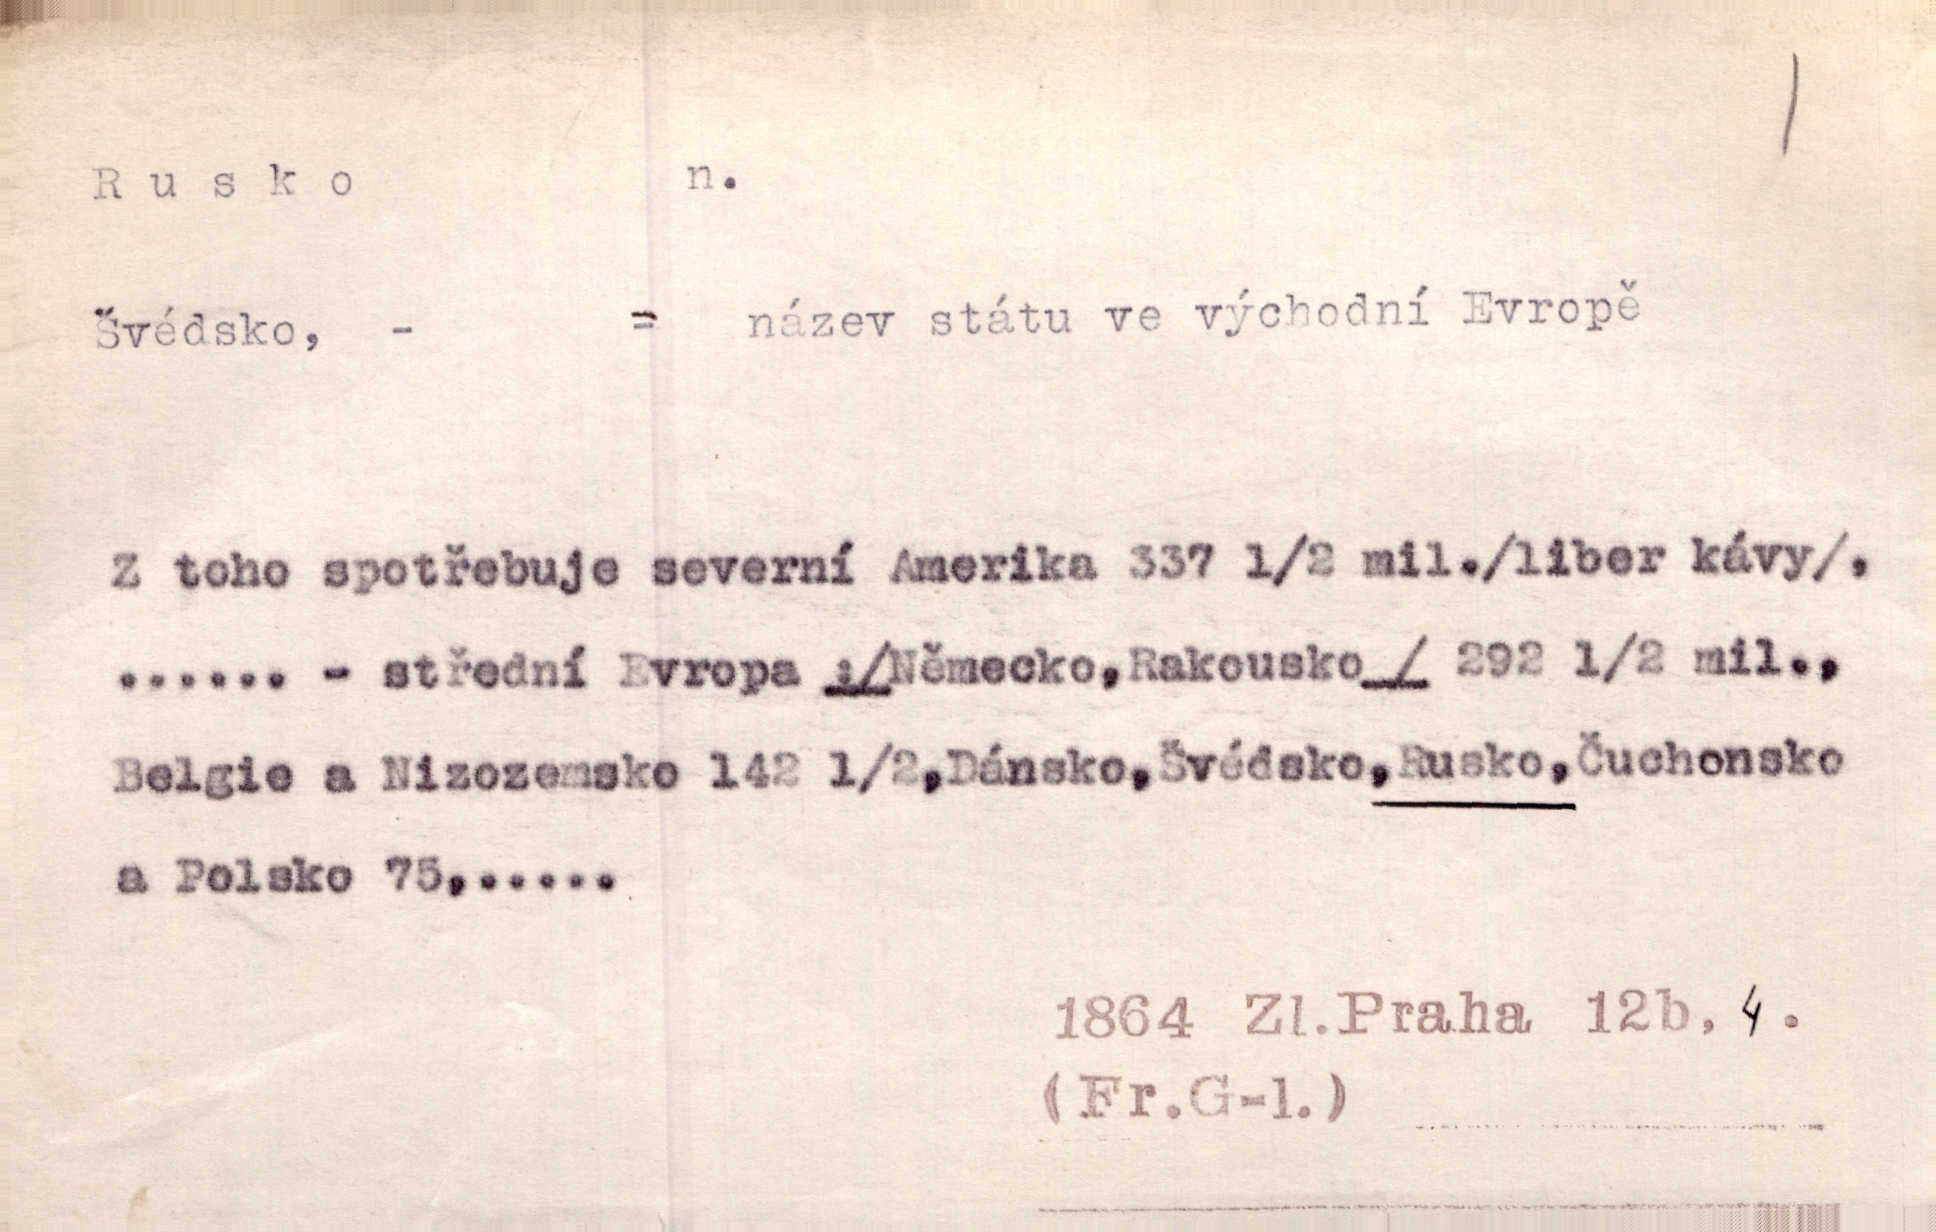 Rusko n.
Švédsko, - = název státu ve východní Evropě
Z toho spotřebuje severní Amerika 337 1/2 mil./liber kávy/.
...... - střední Evropa :/Německo,Rakousko / 292 1/2 mil.,
Belgie a Nizozemsko 142 1/2,Dánsko,Švédsko,Rusko,Čuchonsko
a Polsko 75,.....
1864 Zl.Praha 12b,4.
(Fr.G-l.)